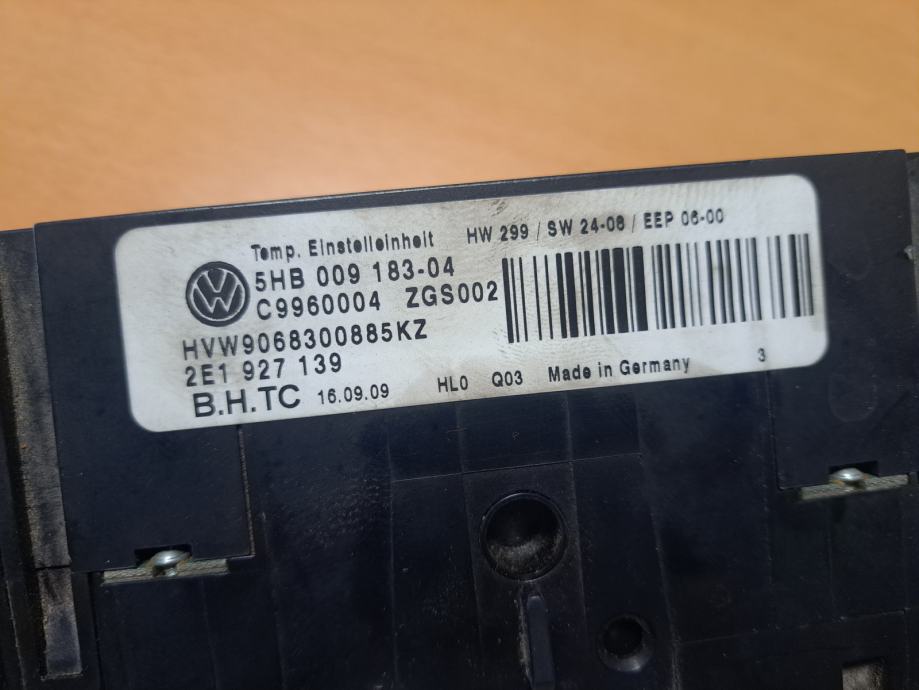 Temp. Einstelleinheit HW 299 / SW 24-08 / EEP 06-00
5HB 009 183-04
C9960004 ZGS002
HVW9068300885KZ
2E1 927 139
B.H.TC 16.09.09 HL0 Q03 Made in Germany 3